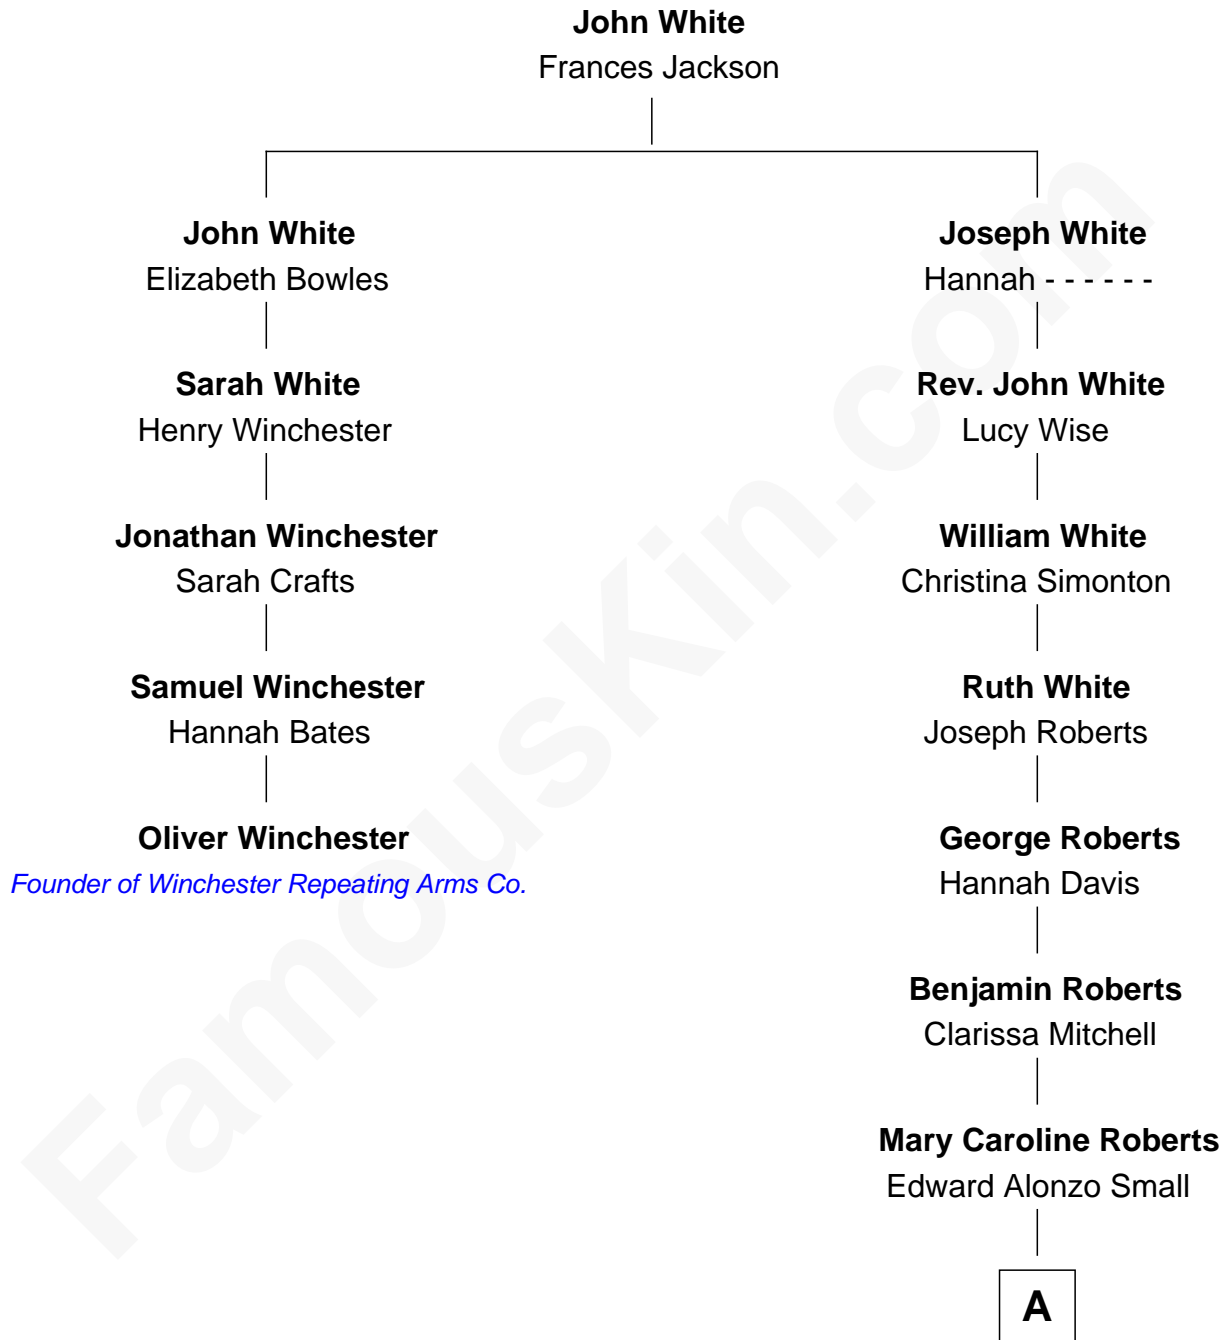 John White
Frances Jackson
John White
Elizabeth Bowles
Joseph White
Hannah - - - - - -
Sarah White
Henry Winchester
Rev. John White
Lucy Wise
Jonathan Winchester
Sarah Crafts
William White
Christina Simonton
Samuel Winchester
Hannah Bates
Ruth White
Joseph Roberts
Oliver Winchester
Founder of Winchester Repeating Arms Co.
George Roberts
Hannah Davis
Benjamin Roberts
Clarissa Mitchell
Mary Caroline Roberts
Edward Alonzo Small
A
FamousKin.com